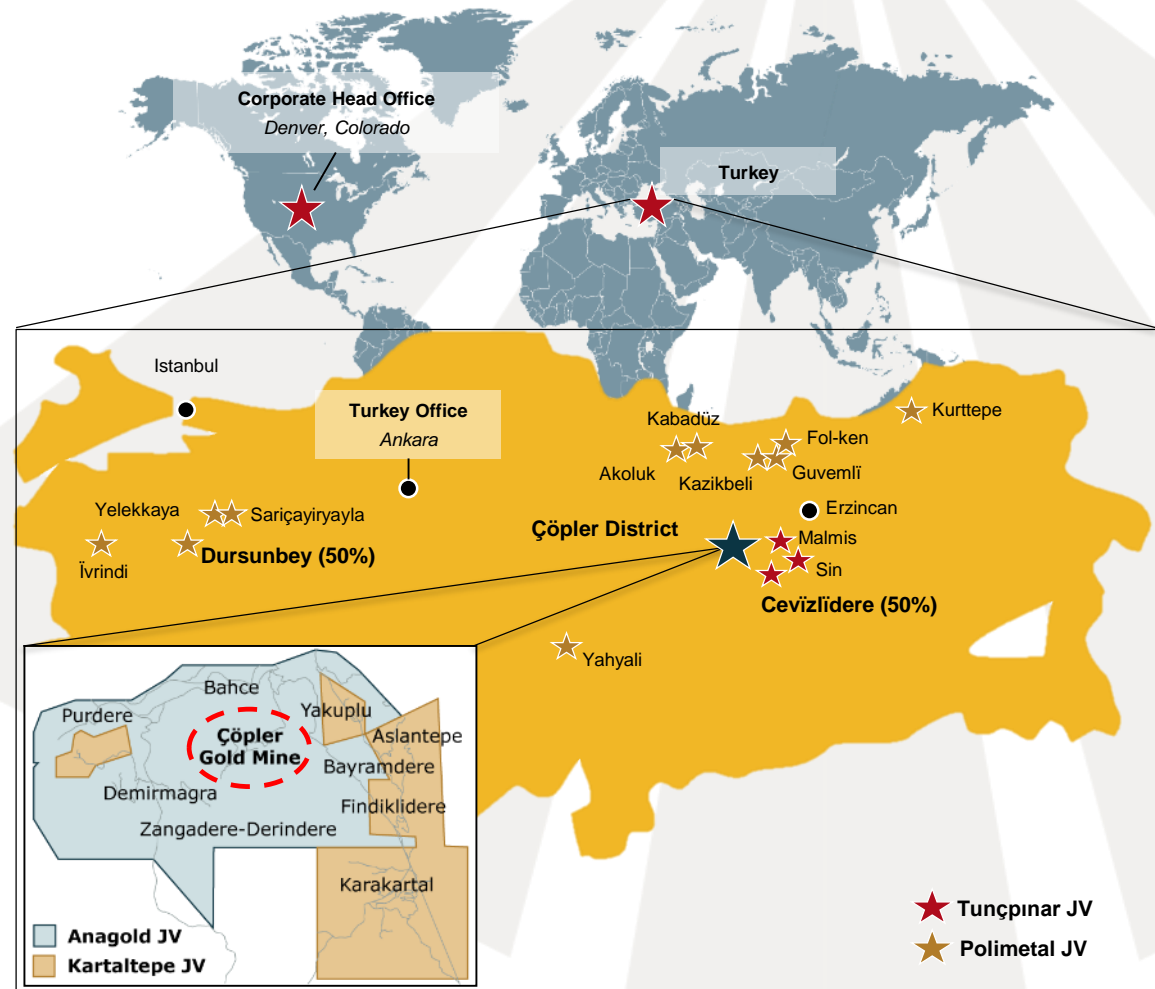 Corporate Head Office
Denver, Colorado
Turkey
Istanbul
Turkey Office
Ankara
Kabadüz
Kurttepe
Fol-ken
Akoluk
Kazikbeli
Guvemlï
Yelekkaya
Sariçayiryayla
Erzincan
Çöpler District
Malmis
Dursunbey (50%)
Ïvrindi
Sin
Cevïzlïdere (50%)
Yahyali
Bahce
Purdere
Yakuplu
Çöpler
Gold Mine
Aslantepe
Bayramdere
Demirmagra
Findiklidere
Zangadere-Derindere
Karakartal
Anagold JV
Kartaltepe JV
Tunçpınar JV
Polimetal JV